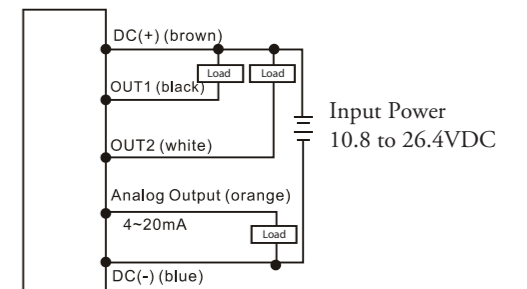 DC(+) (brown)
Load
Load
OUT1 (black)
Input Power
10.8 to 26.4VDC
OUT2 (white)
Analog Output (orange)
4~20mA
Load
DC(-) (blue)